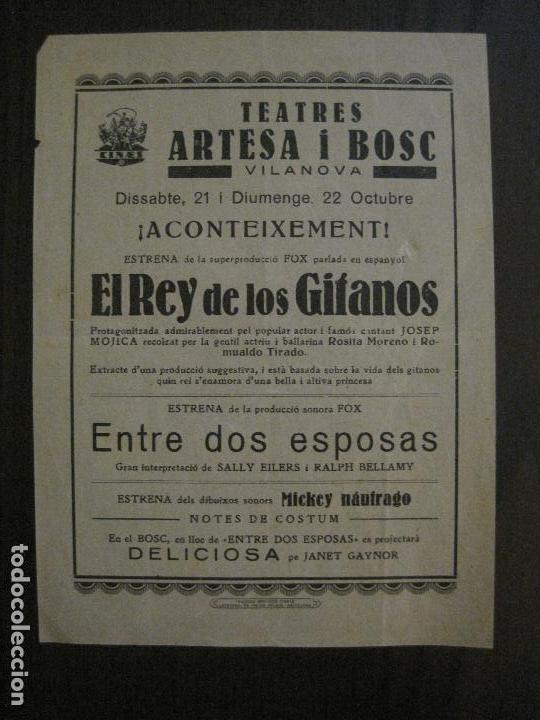 CINAES
TEATRES
ARTESA i BOSC
VILANOVA
Dissabte, 21 i Diumenge. 22 Octubre
¡ACONTEIXEMENT!
ESTRENA de la superproducció FOX parlada en espanyol
El Rey de los Gitanos
Protagonitzada admirablement pel popular actor i famós cantant JOSEP
MOJICA recolzat per la gentil actriu i ballarina Rosita Moreno i Ro-
mualdo Tirado.
Extracte d'una producció suggestiva, i està basada sobre la vida dels gitanos
quin rei s'enamora d'una bella i altiva princesa
ESTRENA de la producció sonora FOX
Entre dos esposas
Gran interpretació de SALLY EILERS i RALPH BELLAMY
ESTRENA dels dibuixos sonors Mickey náufrago
NOTES DE COSTUM
En el BOSC, en lloc de «ENTRE DOS ESPOSAS» es projectarà
DELICIOSA pe JANET GAYNOR
todocoleccion.net